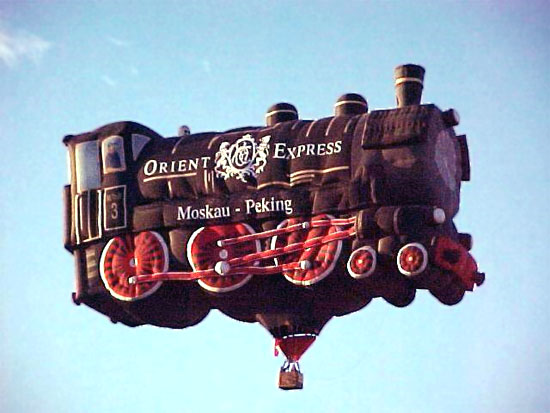 ORIENT EXPRESS
Moskau - Peking
3